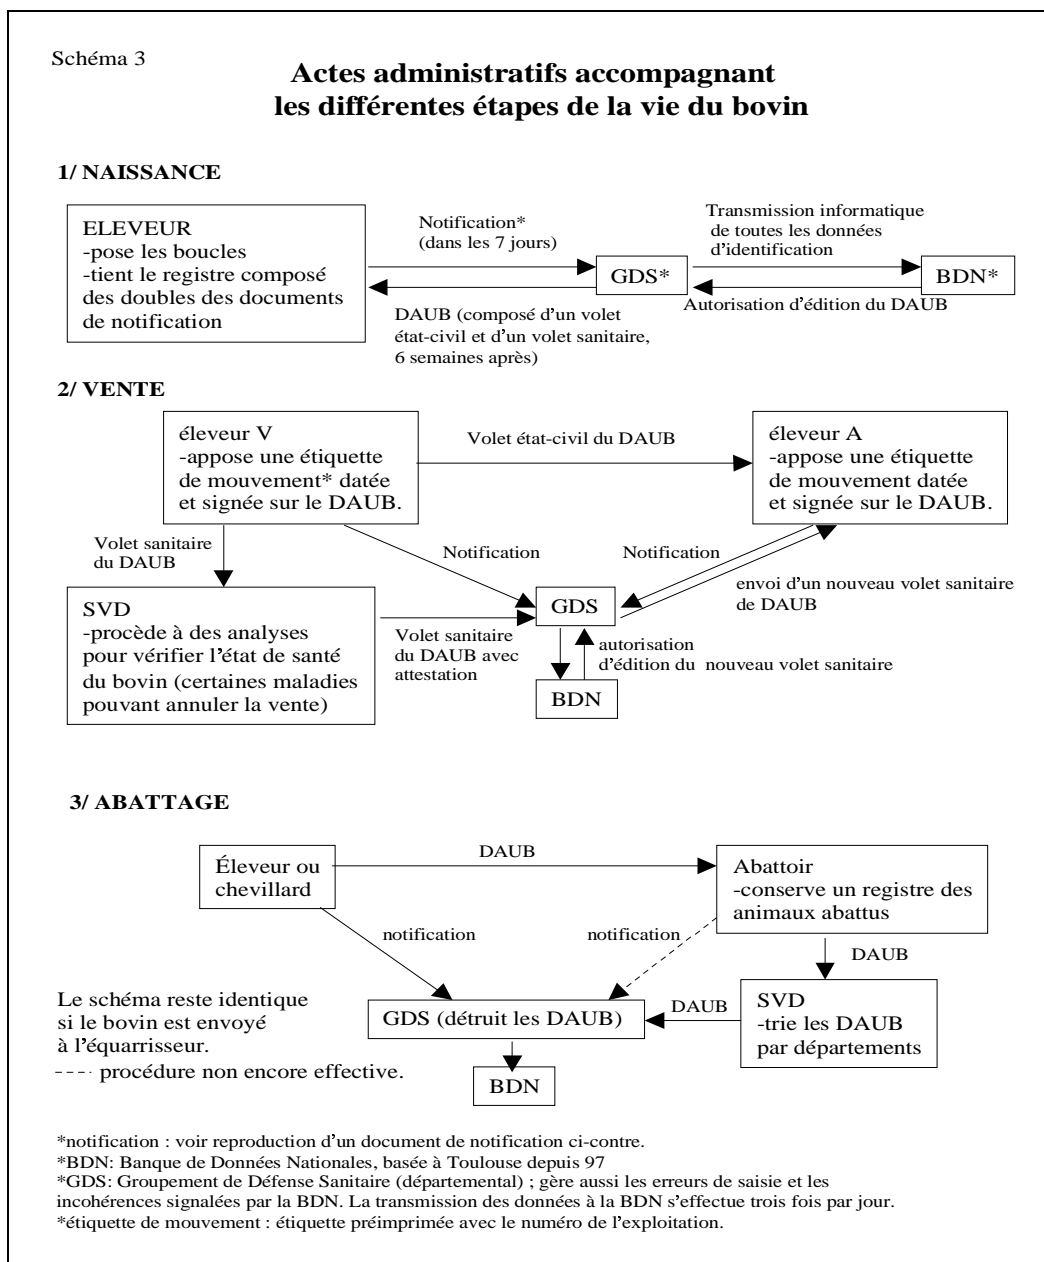 Schéma 3
Actes administratifs accompagnant
les différentes étapes de la vie du bovin
1/ NAISSANCE
ELEVEUR
-pose les boucles
-tient le registre composé
des doubles des documents
de notification
Notification*
(dans les 7 jours)
GDS*
Transmission informatique
de toutes les données
d'identification
BDN*
Autorisation d'édition du DAUB
DAUB (composé d'un volet
état-civil et d'un volet sanitaire,
6 semaines après)
2/ VENTE
éleveur V
-appose une étiquette
de mouvement* datée
et signée sur le DAUB.
Volet état-civil du DAUB
éleveur A
-appose une étiquette
de mouvement datée
et signée sur le DAUB.
Volet sanitaire
du DAUB
Notification
Notification
envoi d'un nouveau volet sanitaire
de DAUB
SVD
-procède à des analyses
pour vérifier l'état de santé
du bovin (certaines maladies
pouvant annuler la vente)
Volet sanitaire
du DAUB avec
attestation
GDS
autorisation
d'édition du nouveau volet sanitaire
BDN
3/ ABATTAGE
Éleveur ou
chevillard
DAUB
Abattoir
-conserve un registre des
animaux abattus
notification
notification
DAUB
Le schéma reste identique
si le bovin est envoyé
à l'équarrisseur.
---- procédure non encore effective.
GDS (détruit les DAUB)
DAUB
SVD
-trie les DAUB
par départements
BDN
*notification : voir reproduction d'un document de notification ci-contre.
*BDN: Banque de Données Nationales, basée à Toulouse depuis 97
*GDS: Groupement de Défense Sanitaire (départemental) ; gère aussi les erreurs de saisie et les
incohérences signalées par la BDN. La transmission des données à la BDN s'effectue trois fois par jour.
*étiquette de mouvement : étiquette préimprimée avec le numéro de l'exploitation.